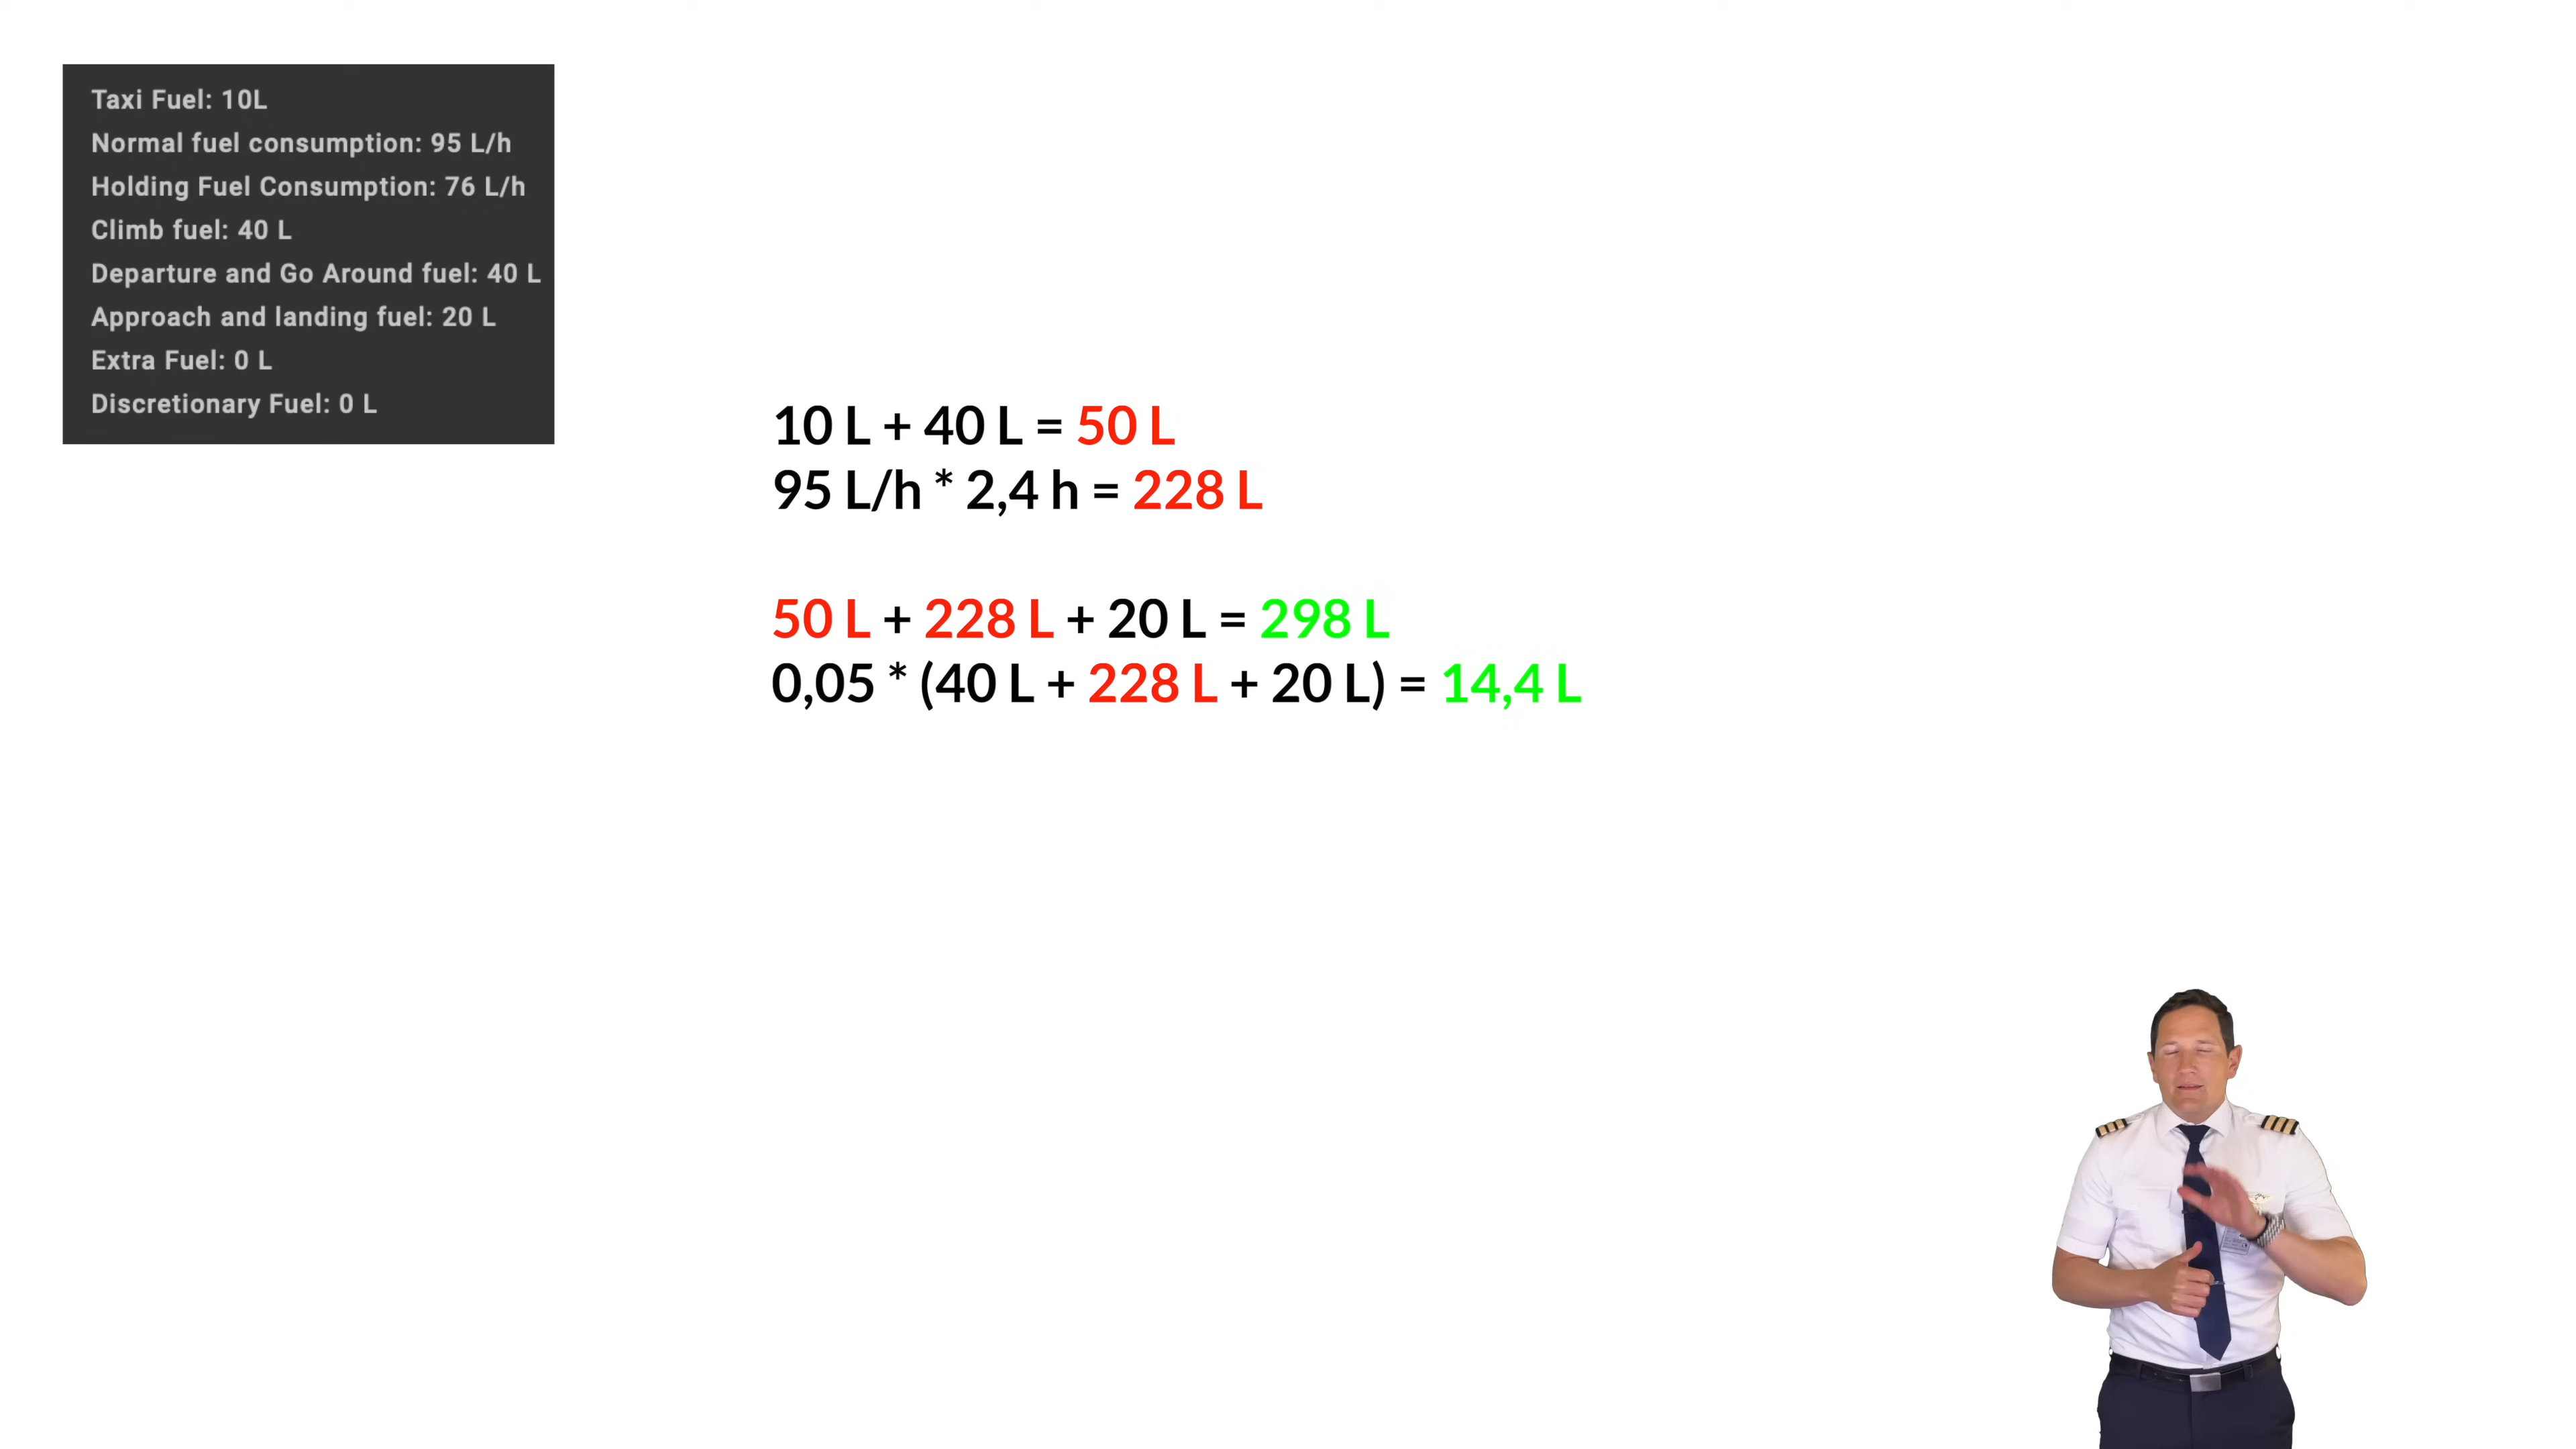 Taxi Fuel: 10L
Normal fuel consumption: 95 L/h
Holding Fuel Consumption: 76 L/h
Climb fuel: 40 L
Departure and Go Around fuel: 40 L
Approach and landing fuel: 20 L
Extra Fuel: 0 L
Discretionary Fuel: 0 L
10 L + 40 L = 50 L
95 L/h * 2,4 h = 228 L
50 L + 228 L + 20 L = 298 L
0,05 * (40 L + 228 L + 20 L) = 14,4 L